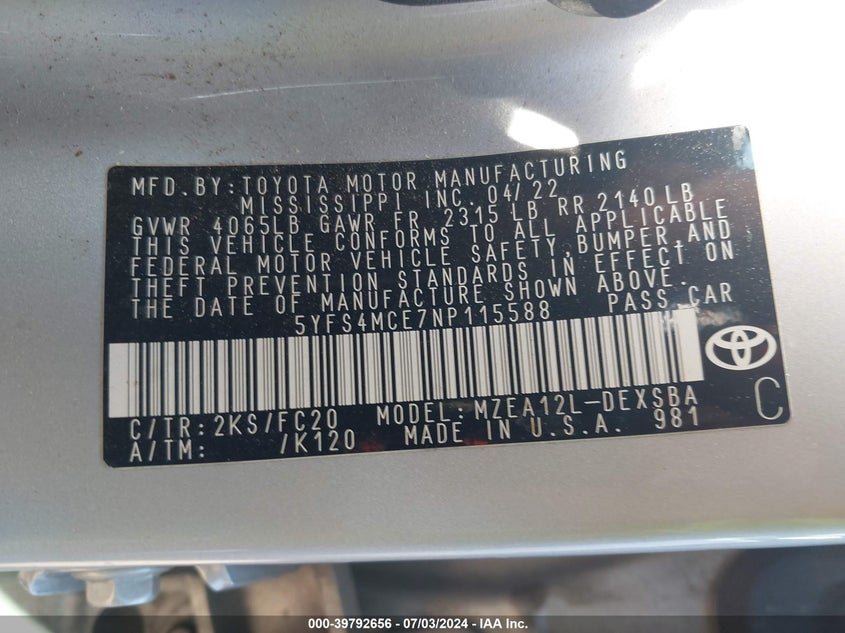 MFD.BY:TOYOTA MOTOR MANUFACTURING
MISSISSIPPI INC. 04/22
GVWR 4065LB GAWR FR 2315 LB RR 2140 LB
THIS VEHICLE CONFORMS TO ALL APPLICABLE
FEDERAL MOTOR VEHICLE SAFETY,BUMPER,AND
THEFT PREVENTION STANDARDS IN EFFECT ON
THE DATE OF MANUFACTURE SHOWN ABOVE.
5YFS4MCE7NP115588 PASS CAR
C/TR:2KS/FC20 MODEL:MZEA12L-DEXSBA
A/TM: /K120 MADE IN U.S.A. 981
C
000-39792656 - 07/03/2024 - IAA Inc.